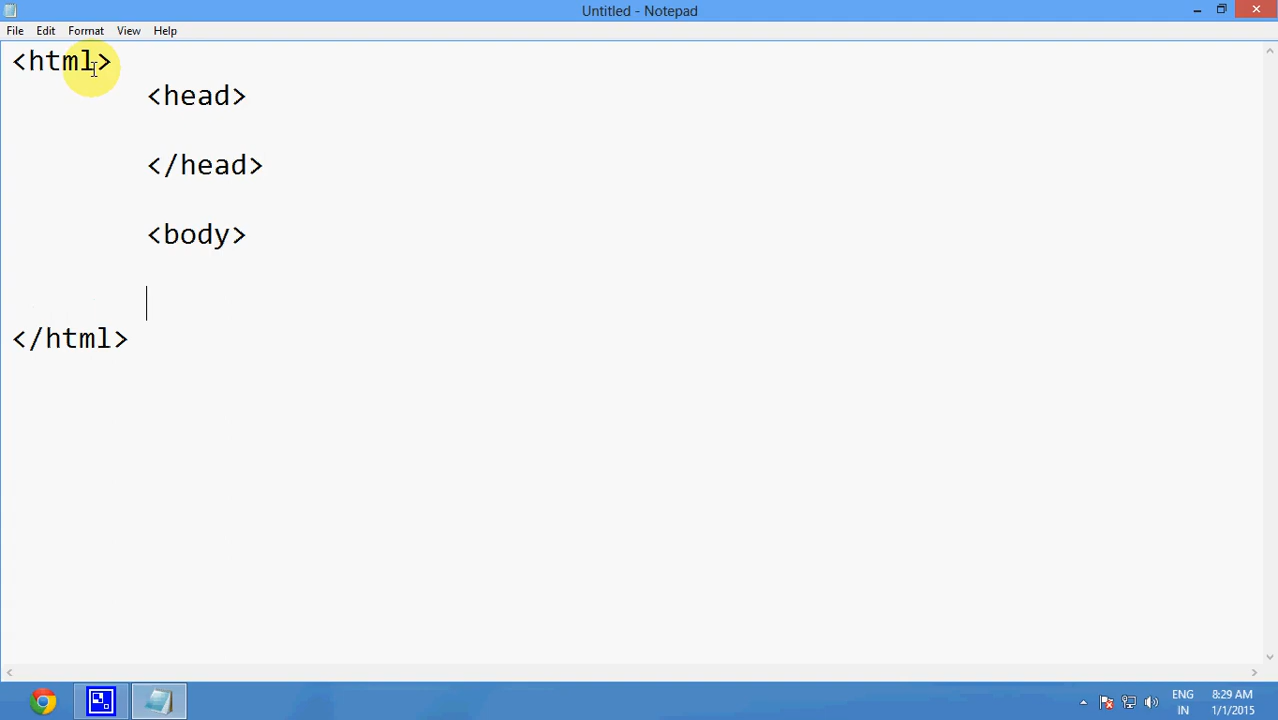 Untitled - Notepad
File Edit Format View Help
<html>
<head>
</head>
<body>
</html>
ENG 8:29 AM
IN 1/1/2015